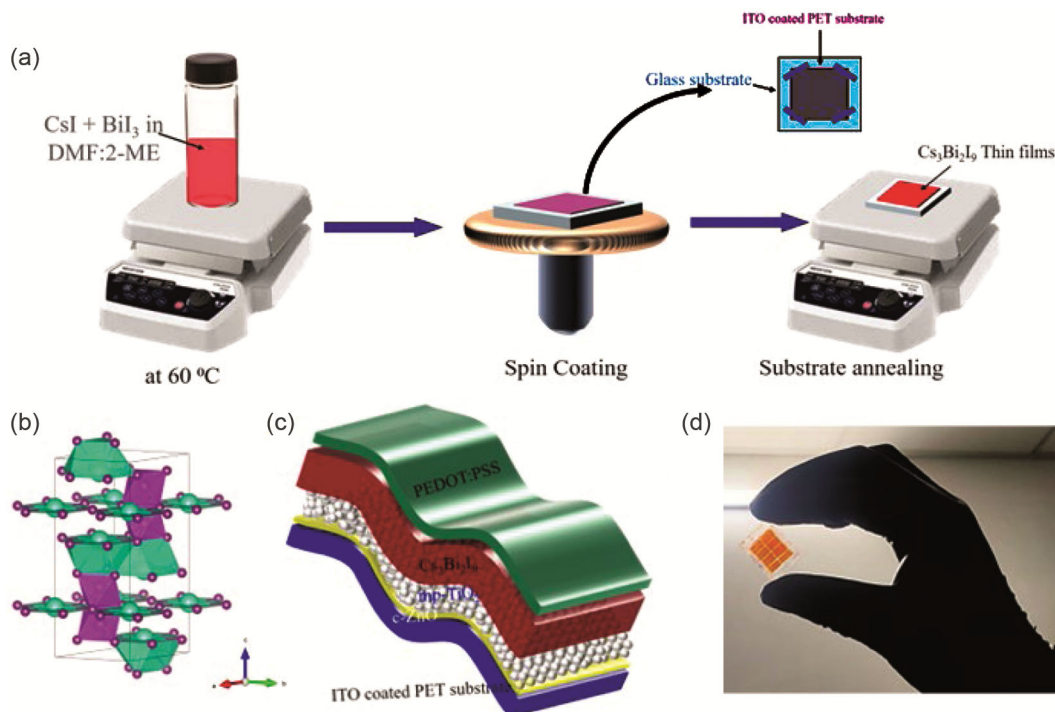 (a)
ITO coated PET substrate
Glass substrate
CsI + BiI₃ in
DMF:2-ME
Cs₃Bi₂I₉ Thin films
at 60 ⁰C
Spin Coating
Substrate annealing
(b)
c
a
b
(c)
PEDOT:PSS
Cs₃Bi₂I₉
mp-TiO₂
c-ZnO
ITO coated PET substrate
(d)